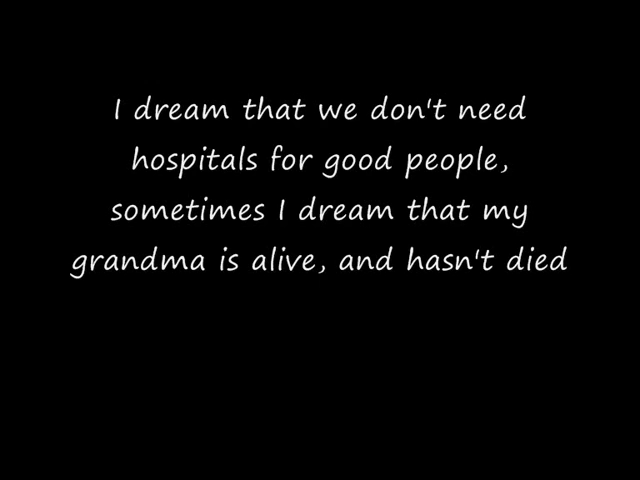 I dream that we don't need
hospitals for good people,
sometimes I dream that my
grandma is alive, and hasn't died